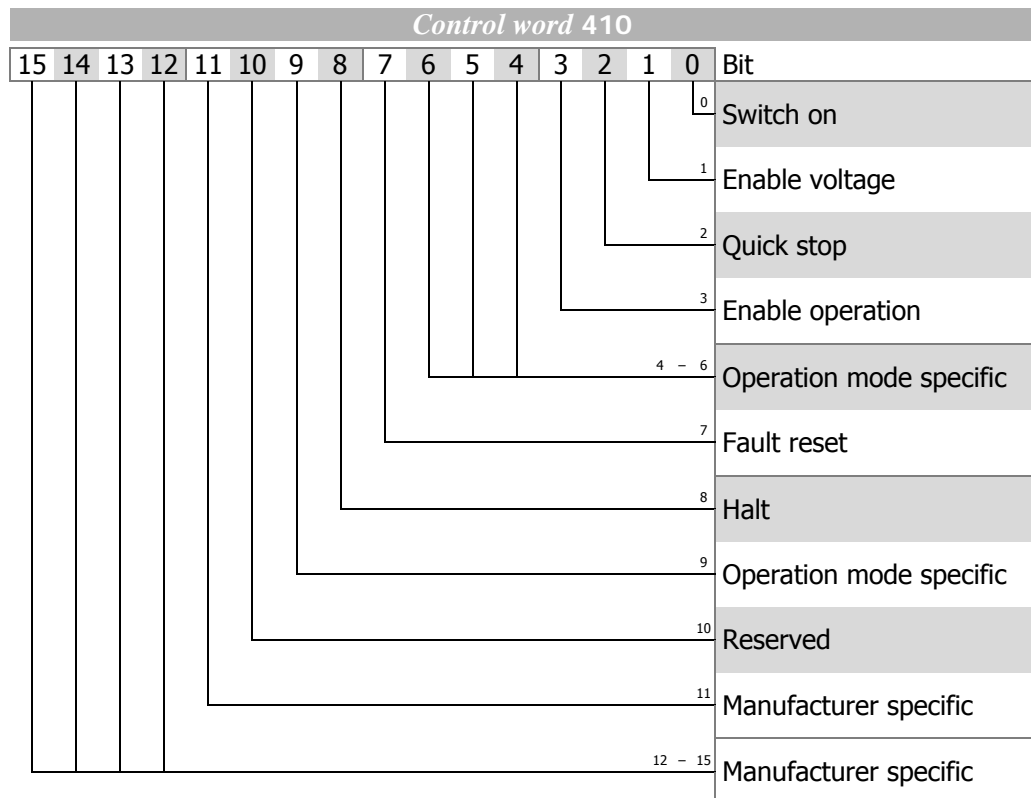 Control word 410
15 14 13 12 11 10 9 8 7 6 5 4 3 2 1 0 Bit
0 Switch on
1 Enable voltage
2 Quick stop
3 Enable operation
4 – 6 Operation mode specific
7 Fault reset
8 Halt
9 Operation mode specific
10 Reserved
11 Manufacturer specific
12 – 15 Manufacturer specific